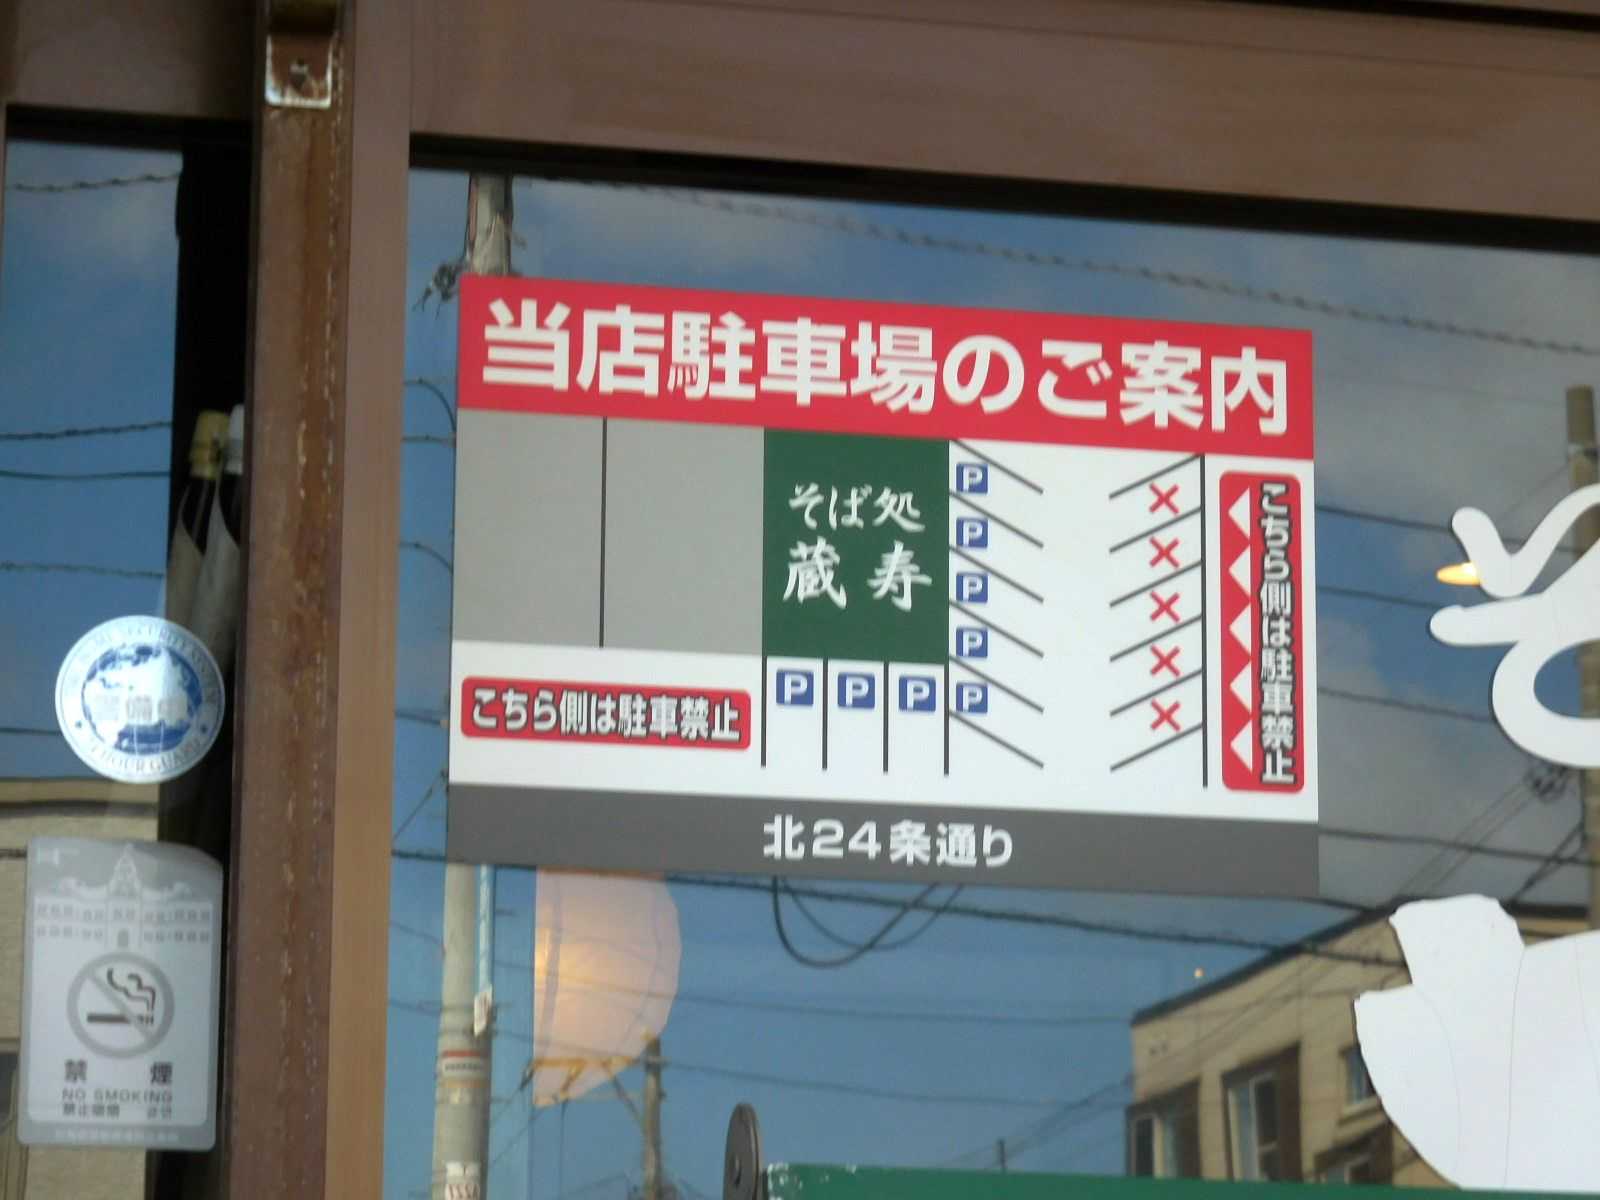 当店駐車場のご案内
そば処
蔵寿
P
P
P
P
P
P P P
こちら側は駐車禁止
こちら側は駐車禁止
北24条通り
禁煙
NO SMOKING